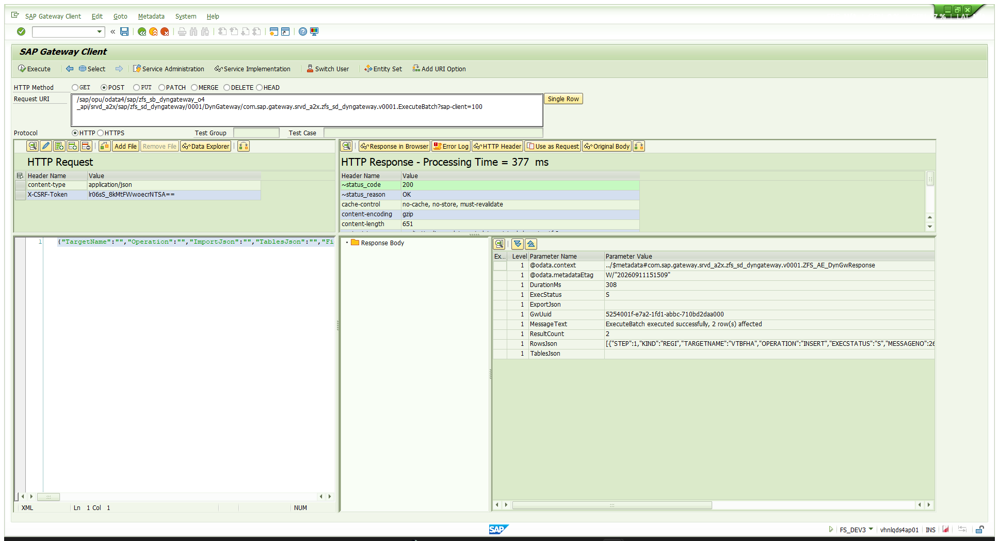 SAP Gateway Client Edit Goto Metadata System Help
SAP Gateway Client
Execute Select Service Administration Service Implementation Switch User Entity Set Add URI Option
HTTP Method GET POST PUT PATCH MERGE DELETE HEAD
Request URI /sap/opu/odata4/sap/zfs_sb_dyngateway_o4
_api/srvd_a2x/sap/zfs_sd_dyngateway/0001/DynGateway/com.sap.gateway.srvd_a2x.zfs_sd_dyngateway.v0001.ExecuteBatch?sap-client=100
Single Row
Protocol HTTP HTTPS Test Group Test Case
Add File Remove File Data Explorer
HTTP Request
Header Name Value
content-type application/json
X-CSRF-Token lr06sS_8kMtFWwoecrNTSA==
Response in Browser Error Log HTTP Header Use as Request Original Body
HTTP Response - Processing Time = 377 ms
Header Name Value
~status_code 200
~status_reason OK
cache-control no-cache, no-store, must-revalidate
content-encoding gzip
content-length 651
1 {"TargetName":"","Operation":"","ImportJson":"","TablesJson":"","Fi
XML Ln 1 Col 1 NUM
Response Body
Ex... Level Parameter Name Parameter Value
1 @odata.context ../$metadata#com.sap.gateway.srvd_a2x.zfs_sd_dyngateway.v0001.ZFS_AE_DynGwResponse
1 @odata.metadataEtag W/"20260911151509"
1 DurationMs 308
1 ExecStatus S
1 ExportJson
1 GwUuid 5254001f-e7a2-1fd1-abbc-710bd2daa000
1 MessageText ExecuteBatch executed successfully, 2 row(s) affected
1 ResultCount 2
1 RowsJson [{"STEP":1,"KIND":"REGI","TARGETNAME":"VTBFHA","OPERATION":"INSERT","EXECSTATUS":"S","MESSAGENO":26
1 TablesJson
SAP
FS_DEV3 vhnlqds4ap01 INS